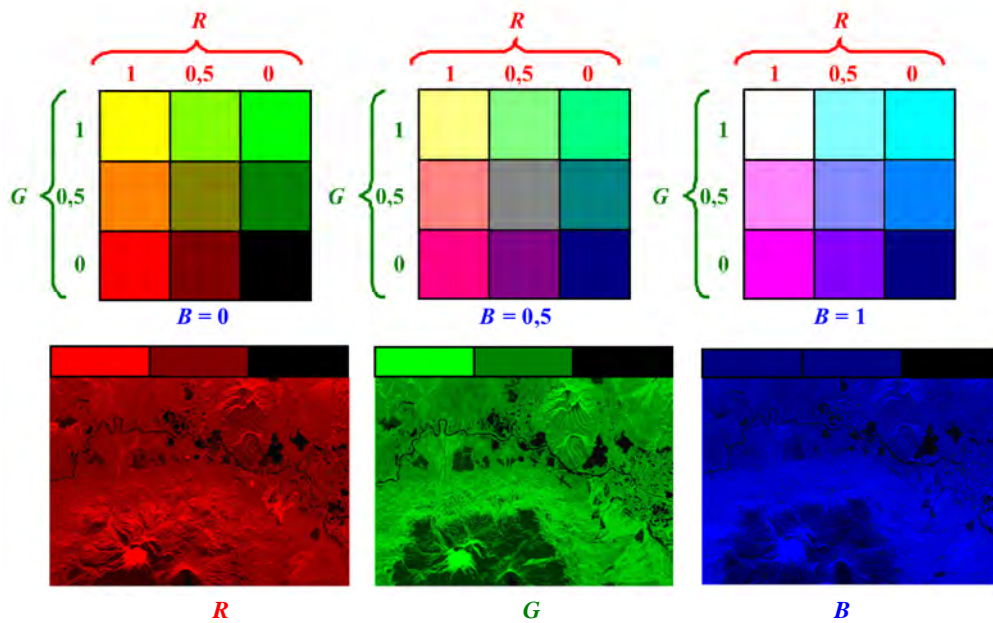 R R R
1 0,5 0 1 0,5 0 1 0,5 0
1 1 1
G 0,5 G 0,5 G 0,5
0 0 0
B = 0 B = 0,5 B = 1
R G B